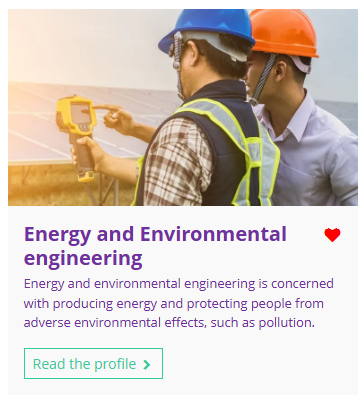 Energy and Environmental
engineering
Energy and environmental engineering is concerned
with producing energy and protecting people from
adverse environmental effects, such as pollution.
Read the profile